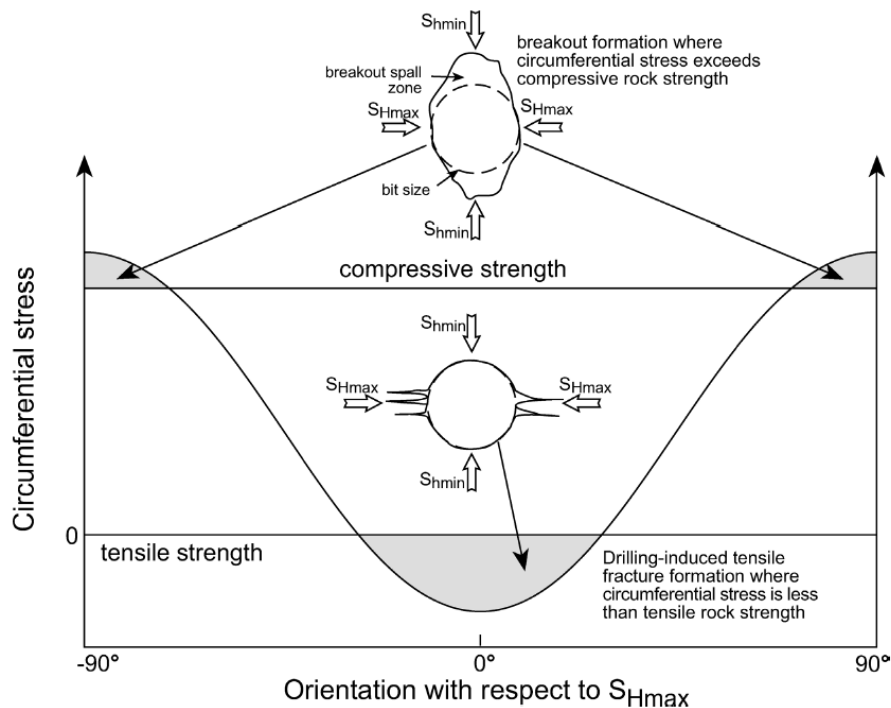 Shmin
breakout formation where
circumferential stress exceeds
compressive rock strength
breakout spall
zone
SHmax
SHmax
bit size
Shmin
compressive strength
Circumferential stress
Shmin
SHmax
SHmax
Shmin
0
tensile strength
Drilling-induced tensile
fracture formation where
circumferential stress is less
than tensile rock strength
-90°
0°
90°
Orientation with respect to SHmax